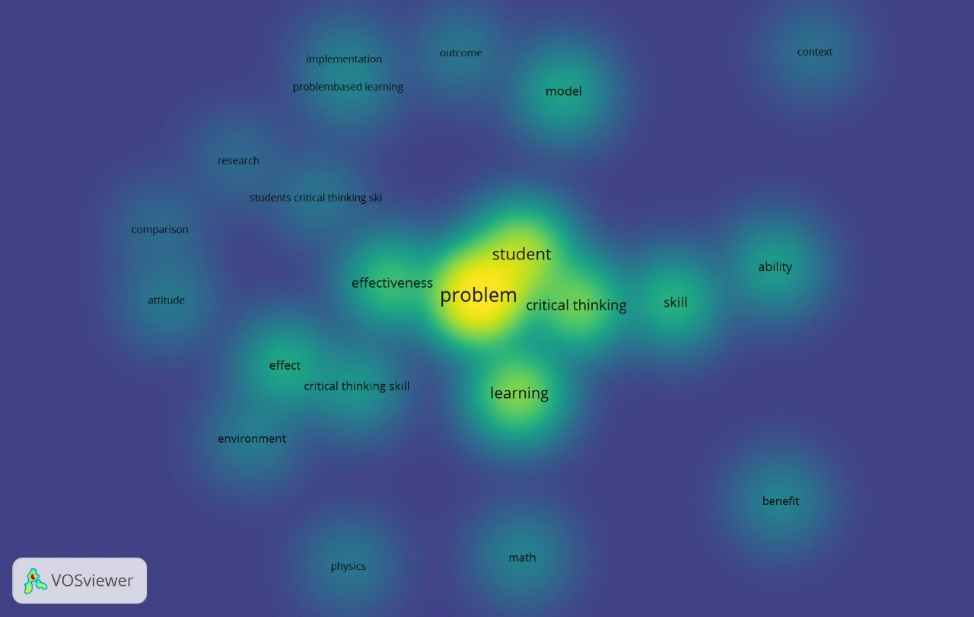 implementation
outcome
context
problembased learning
model
research
students critical thinking ski
comparison
student
ability
effectiveness
problem
critical thinking
skill
attitude
effect
critical thinking skill
learning
environment
benefit
math
physics
VOSviewer